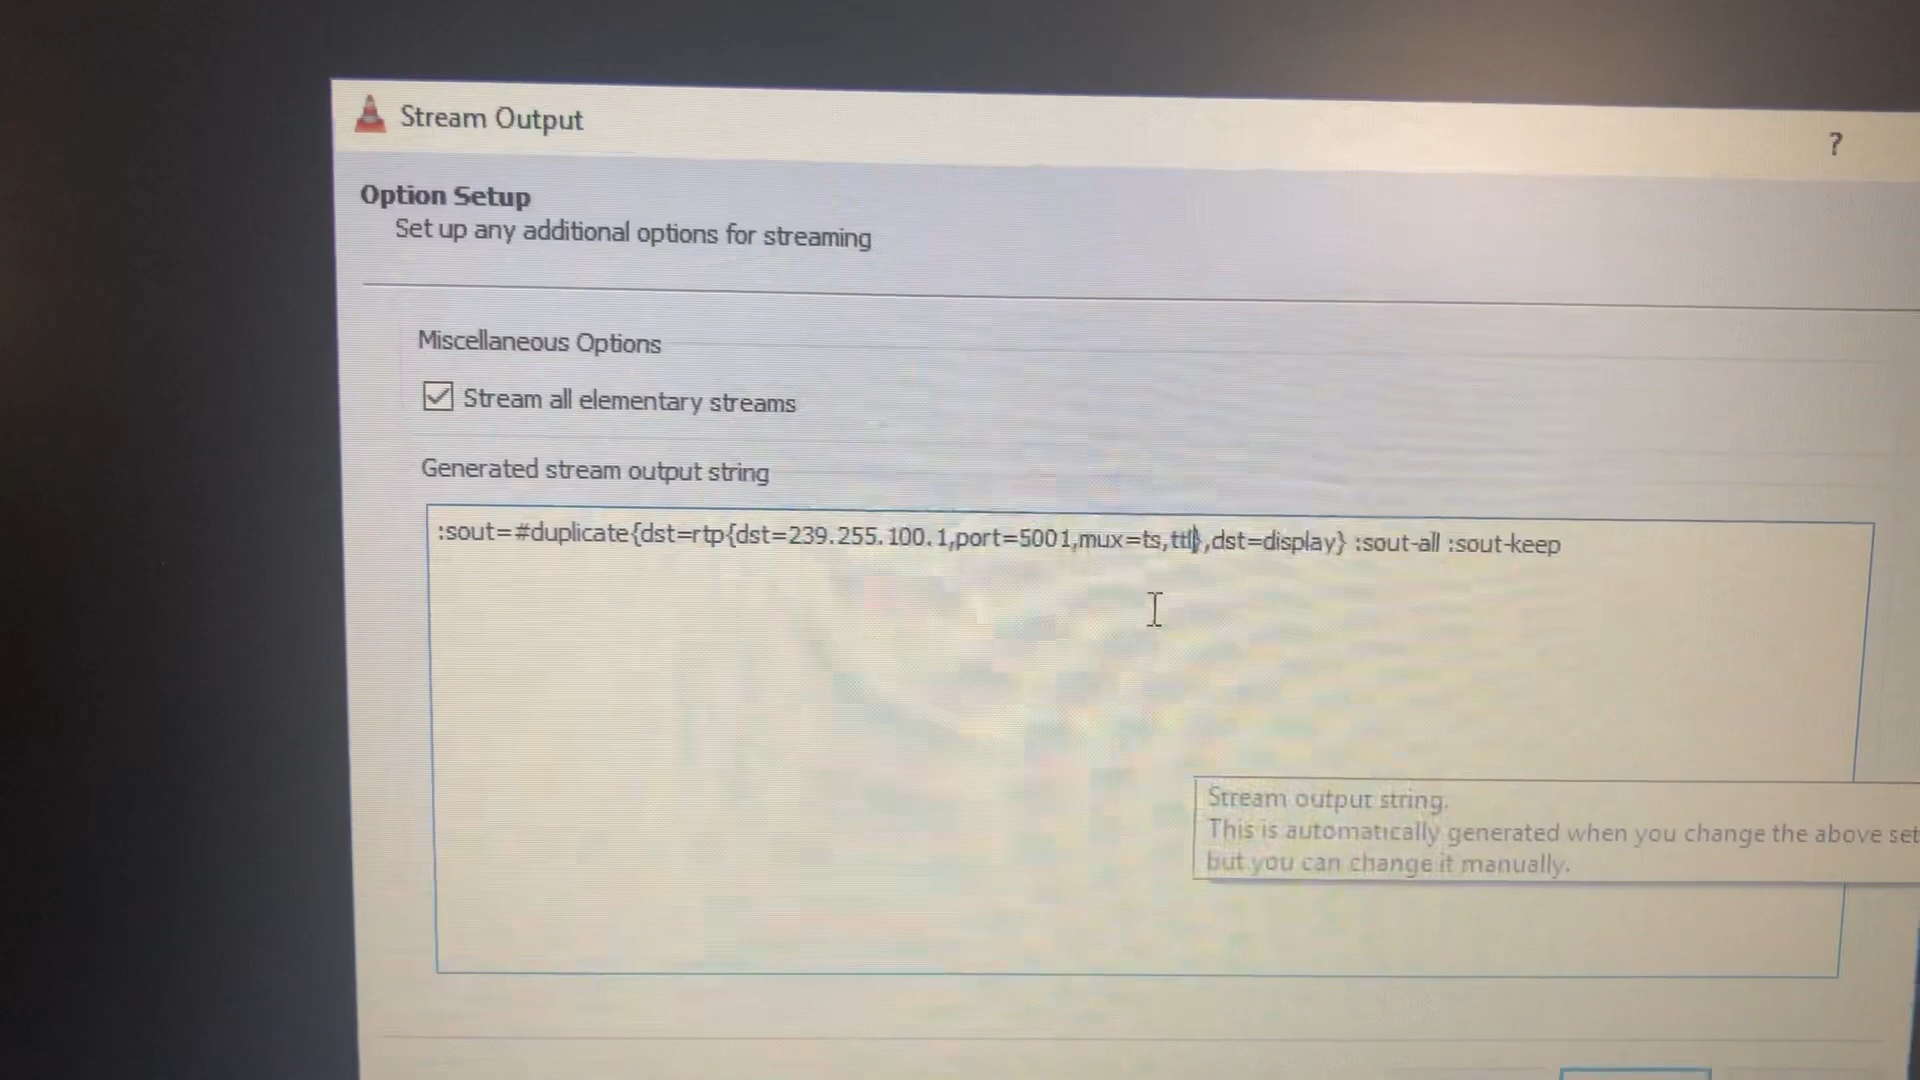 Stream Output
?
Option Setup
Set up any additional options for streaming
Miscellaneous Options
Stream all elementary streams
Generated stream output string
:sout=#duplicate{dst=rtp{dst=239.255.100.1,port=5001,mux=ts,ttl},dst=display} :sout-all :sout-keep
Stream output string.
This is automatically generated when you change the above set
but you can change it manually.